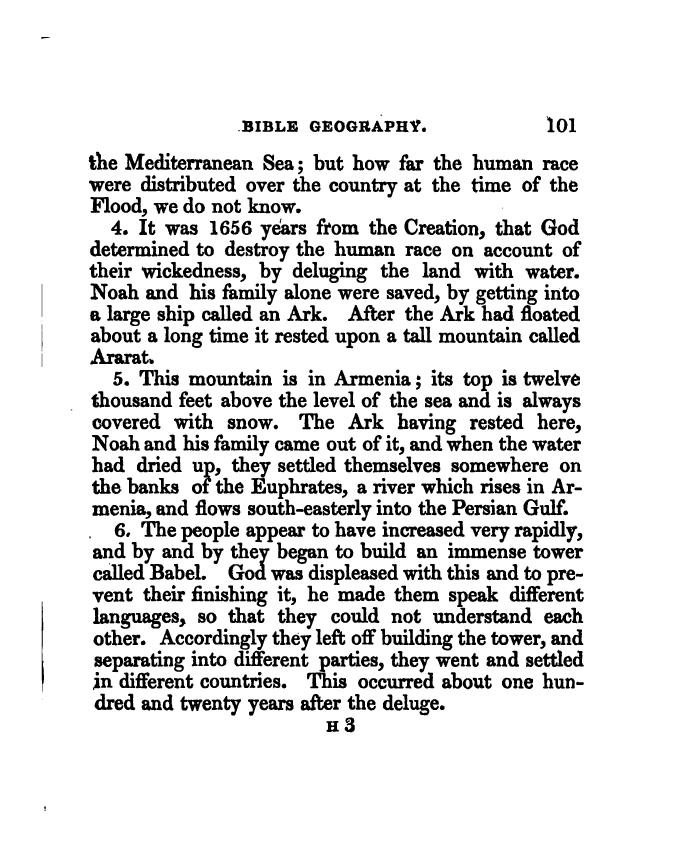 BIBLE GEOGRAPHY. 101
the Mediterranean Sea; but how far the human race
were distributed over the country at the time of the
Flood, we do not know.
4. It was 1656 years from the Creation, that God
determined to destroy the human race on account of
their wickedness, by deluging the land with water.
Noah and his family alone were saved, by getting into
a large ship called an Ark. After the Ark had floated
about a long time it rested upon a tall mountain called
Ararat.
5. This mountain is in Armenia; its top is twelve
thousand feet above the level of the sea and is always
covered with snow. The Ark having rested here,
Noah and his family came out of it, and when the water
had dried up, they settled themselves somewhere on
the banks of the Euphrates, a river which rises in Ar-
menia, and flows south-easterly into the Persian Gulf.
6. The people appear to have increased very rapidly,
and by and by they began to build an immense tower
called Babel. God was displeased with this and to pre-
vent their finishing it, he made them speak different
languages, so that they could not understand each
other. Accordingly they left off building the tower, and
separating into different parties, they went and settled
in different countries. This occurred about one hun-
dred and twenty years after the deluge.
H 3